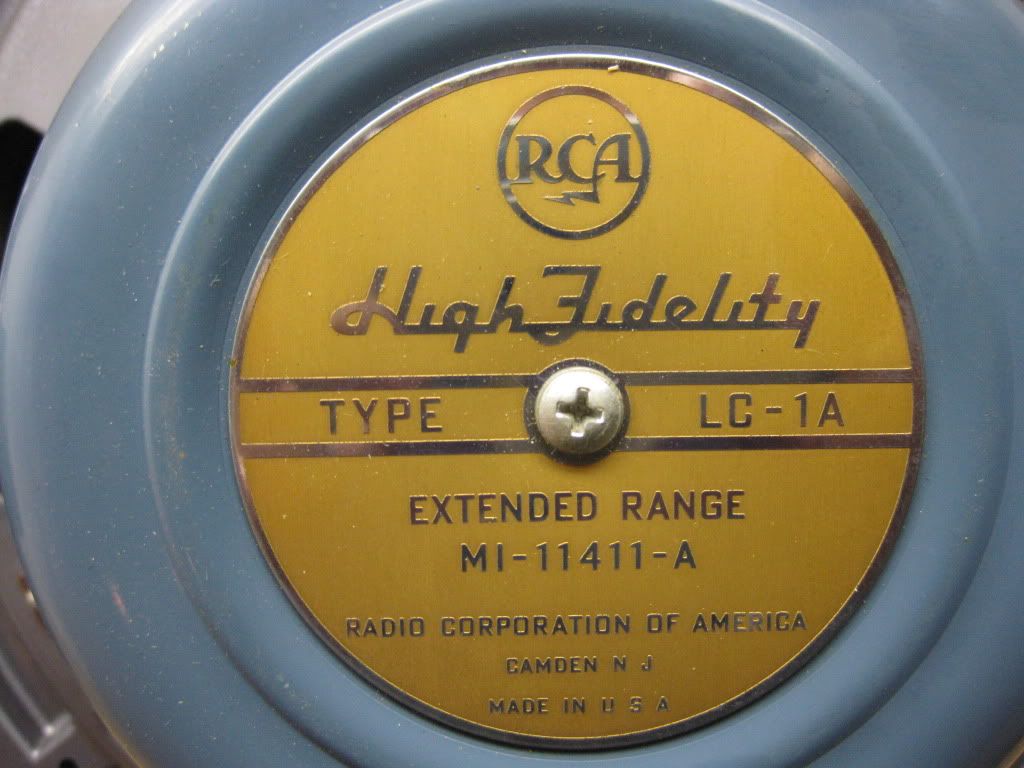 RCA
High Fidelity
TYPE LC-1A
EXTENDED RANGE
MI-11411-A
RADIO CORPORATION OF AMERICA
CAMDEN N J
MADE IN U S A